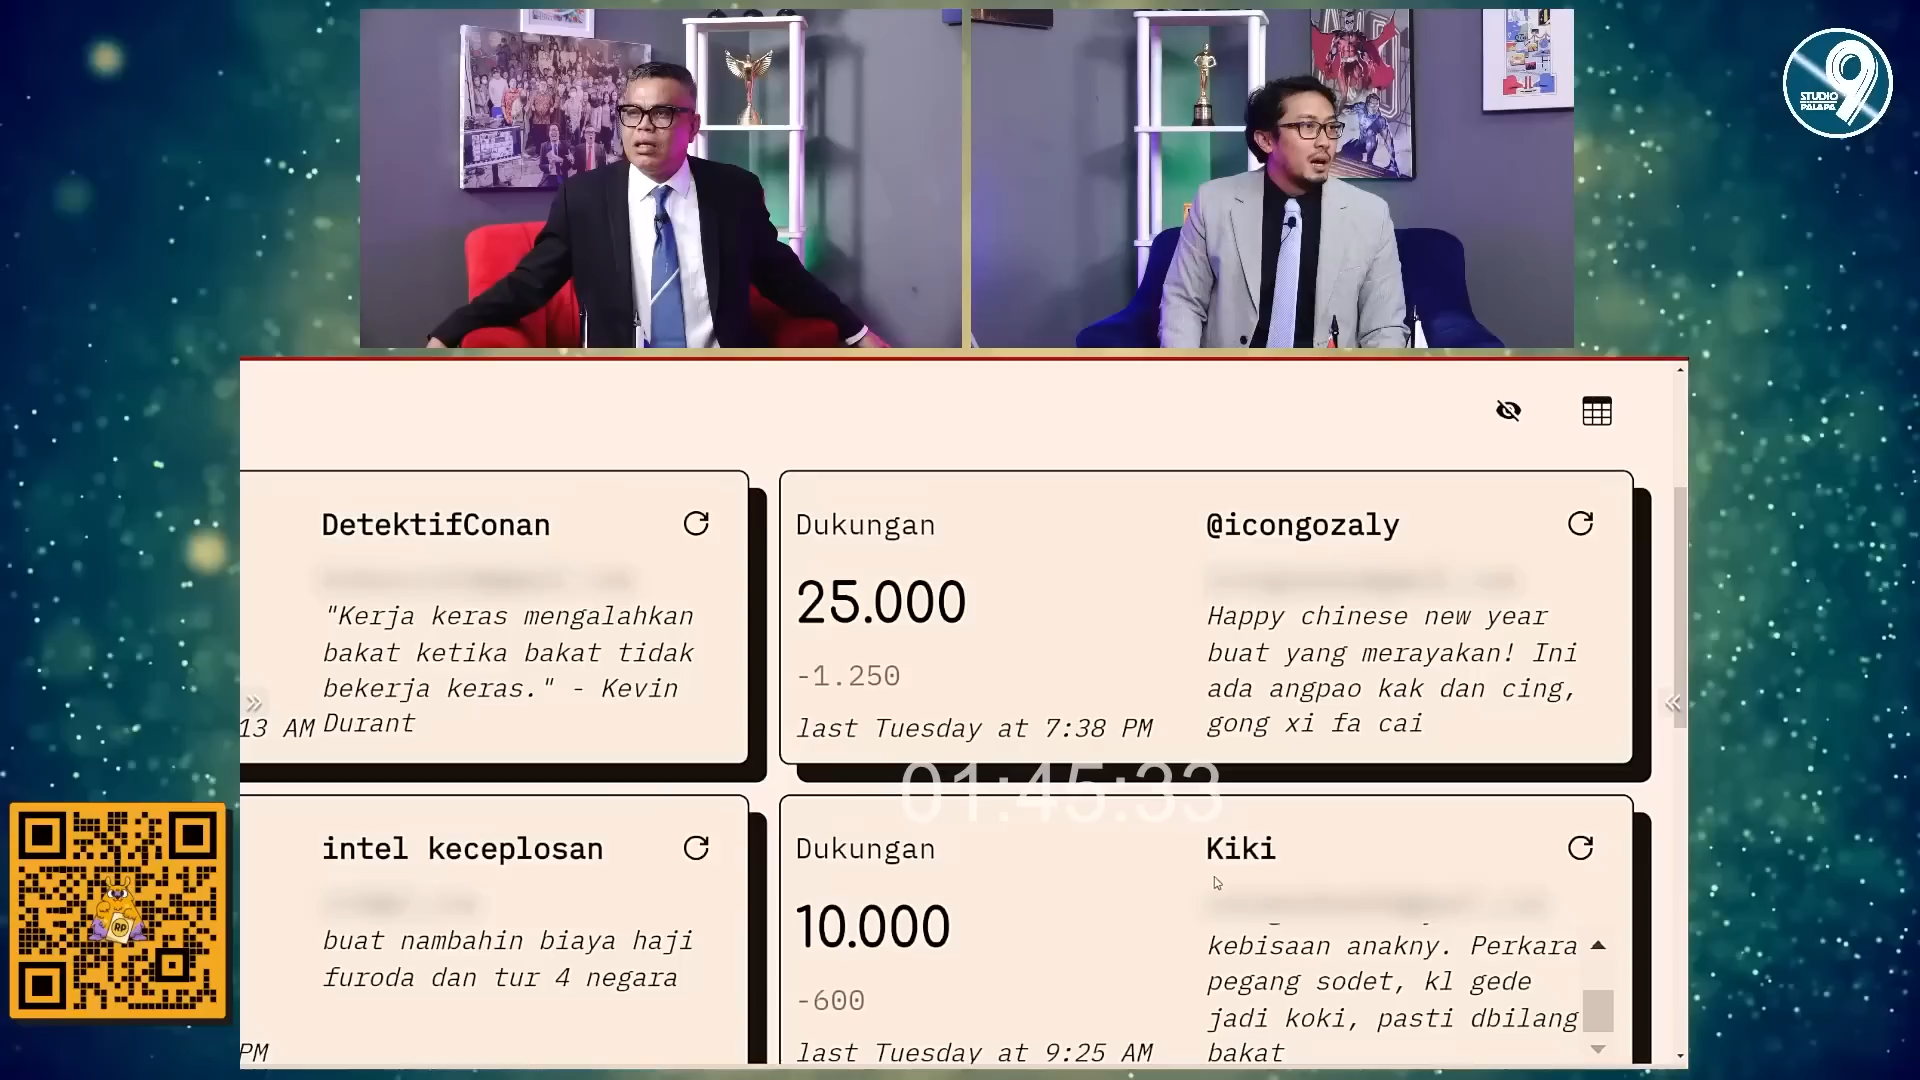 STUDIO
PALAPA
9
DetektifConan
"Kerja keras mengalahkan
bakat ketika bakat tidak
bekerja keras." - Kevin
Durant
13 AM
Dukungan
25.000
-1.250
last Tuesday at 7:38 PM
@icongozaly
Happy chinese new year
buat yang merayakan! Ini
ada angpao kak dan cing,
gong xi fa cai
01:45:33
intel keceplosan
buat nambahin biaya haji
furoda dan tur 4 negara
PM
Dukungan
10.000
-600
last Tuesday at 9:25 AM
Kiki
kebisaan anakny. Perkara
pegang sodet, kl gede
jadi koki, pasti dbilang
bakat
RP